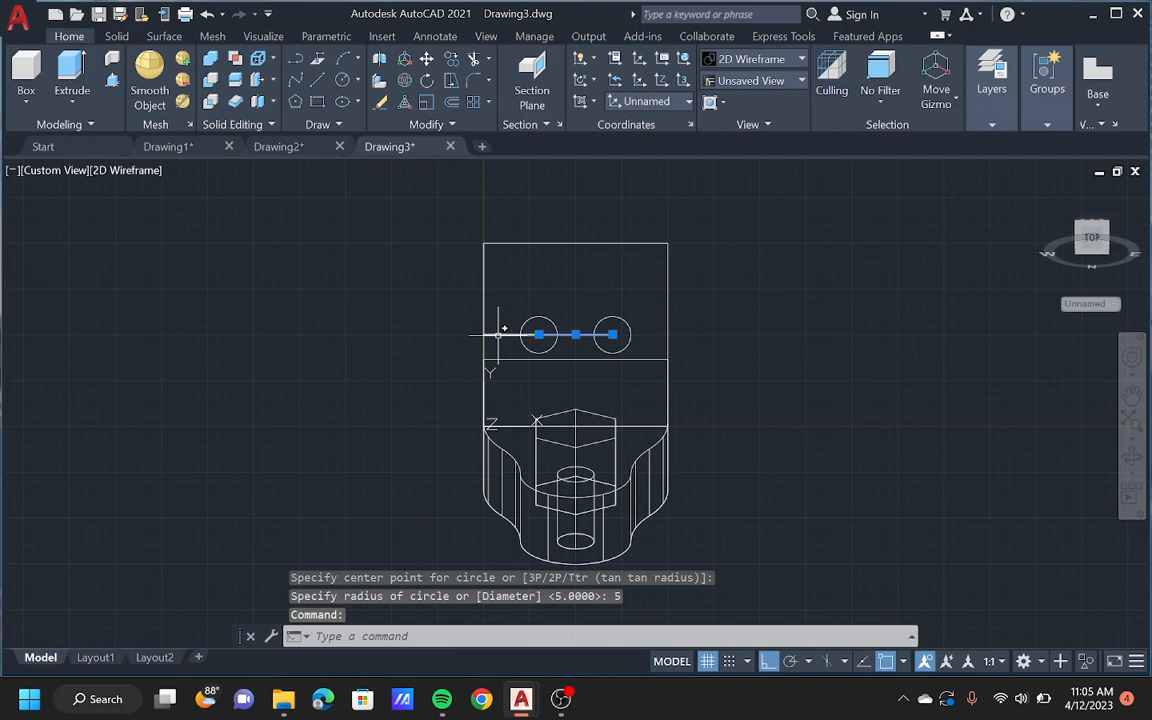 Autodesk AutoCAD 2021 Drawing3.dwg
Type a keyword or phrase
Sign In
Home Solid Surface Mesh Visualize Parametric Insert Annotate View Manage Output Add-ins Collaborate Express Tools Featured Apps
Box
Extrude
Smooth Object
Section Plane
2D Wireframe
Unsaved View
Unnamed
Culling
No Filter
Move Gizmo
Layers
Groups
Base
Modeling Mesh Solid Editing Draw Modify Section Coordinates View Selection V...
Start Drawing1* Drawing2* Drawing3*
[−][Custom View][2D Wireframe]
TOP
W
E
N
Unnamed
Y
Z X
Specify center point for circle or [3P/2P/Ttr (tan tan radius)]:
Specify radius of circle or [Diameter] <5.0000>: 5
Command:
Type a command
Model Layout1 Layout2
MODEL
1:1
Search
88°
11:05 AM
4/12/2023
4